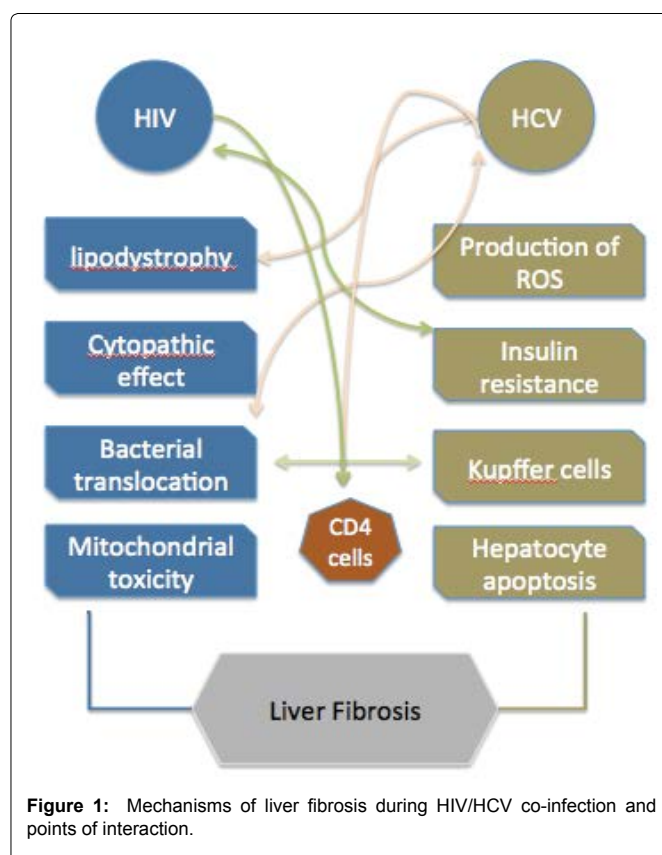 HIV
HCV
lipodystrophy
Production of
ROS
Cytopathic
effect
Insulin
resistance
Bacterial
translocation
Kupffer cells
CD4
cells
Mitochondrial
toxicity
Hepatocyte
apoptosis
Liver Fibrosis
Figure 1: Mechanisms of liver fibrosis during HIV/HCV co-infection and
points of interaction.